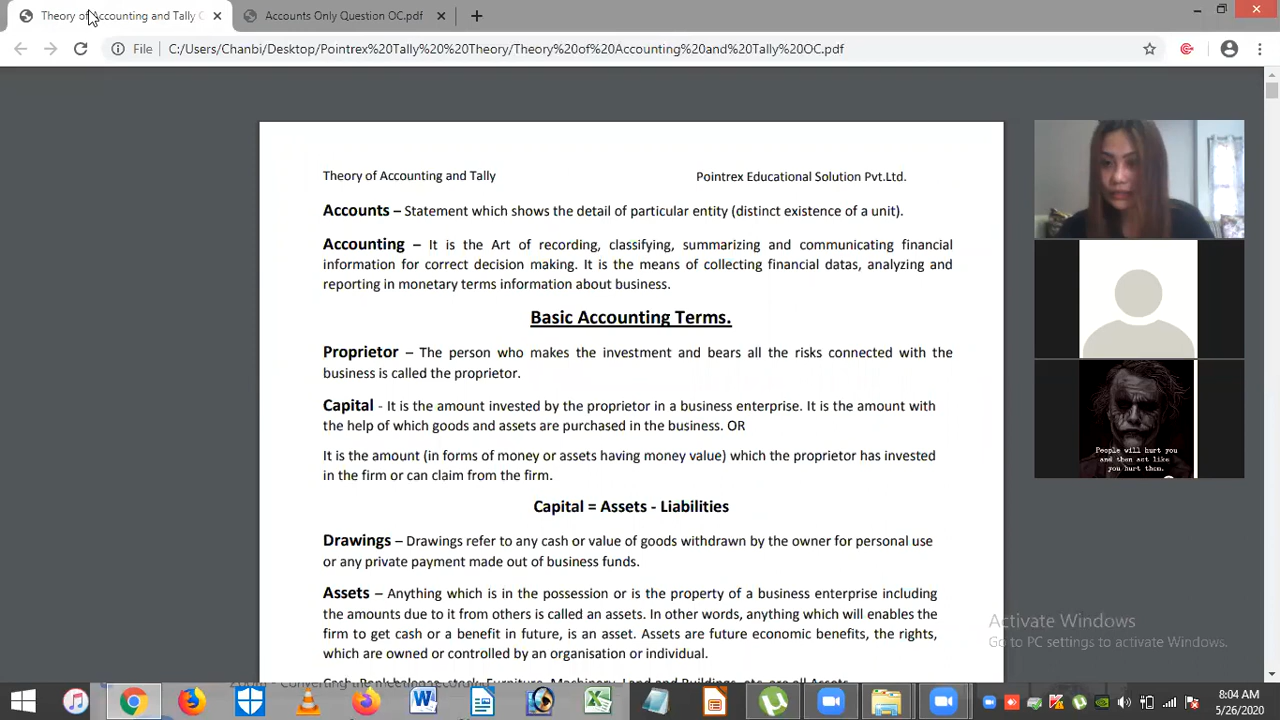 Theory of Accounting and Tally O
Accounts Only Question OC.pdf
File
C:/Users/Chanbi/Desktop/Pointrex%20Tally%20%20Theory/Theory%20of%20Accounting%20and%20Tally%20OC.pdf
Theory of Accounting and Tally
Pointrex Educational Solution Pvt.Ltd.
Accounts – Statement which shows the detail of particular entity (distinct existence of a unit).
Accounting – It is the Art of recording, classifying, summarizing and communicating financial
information for correct decision making. It is the means of collecting financial datas, analyzing and
reporting in monetary terms information about business.
Basic Accounting Terms.
Proprietor – The person who makes the investment and bears all the risks connected with the
business is called the proprietor.
Capital - It is the amount invested by the proprietor in a business enterprise. It is the amount with
the help of which goods and assets are purchased in the business. OR
It is the amount (in forms of money or assets having money value) which the proprietor has invested
in the firm or can claim from the firm.
Capital = Assets - Liabilities
Drawings – Drawings refer to any cash or value of goods withdrawn by the owner for personal use
or any private payment made out of business funds.
Assets – Anything which is in the possession or is the property of a business enterprise including
the amounts due to it from others is called an assets. In other words, anything which will enables the
firm to get cash or a benefit in future, is an asset. Assets are future economic benefits, the rights,
which are owned or controlled by an organisation or individual.
People will hurt you
and then act like
you hurt them.
Activate Windows
Go to PC settings to activate Windows.
8:04 AM
5/26/2020